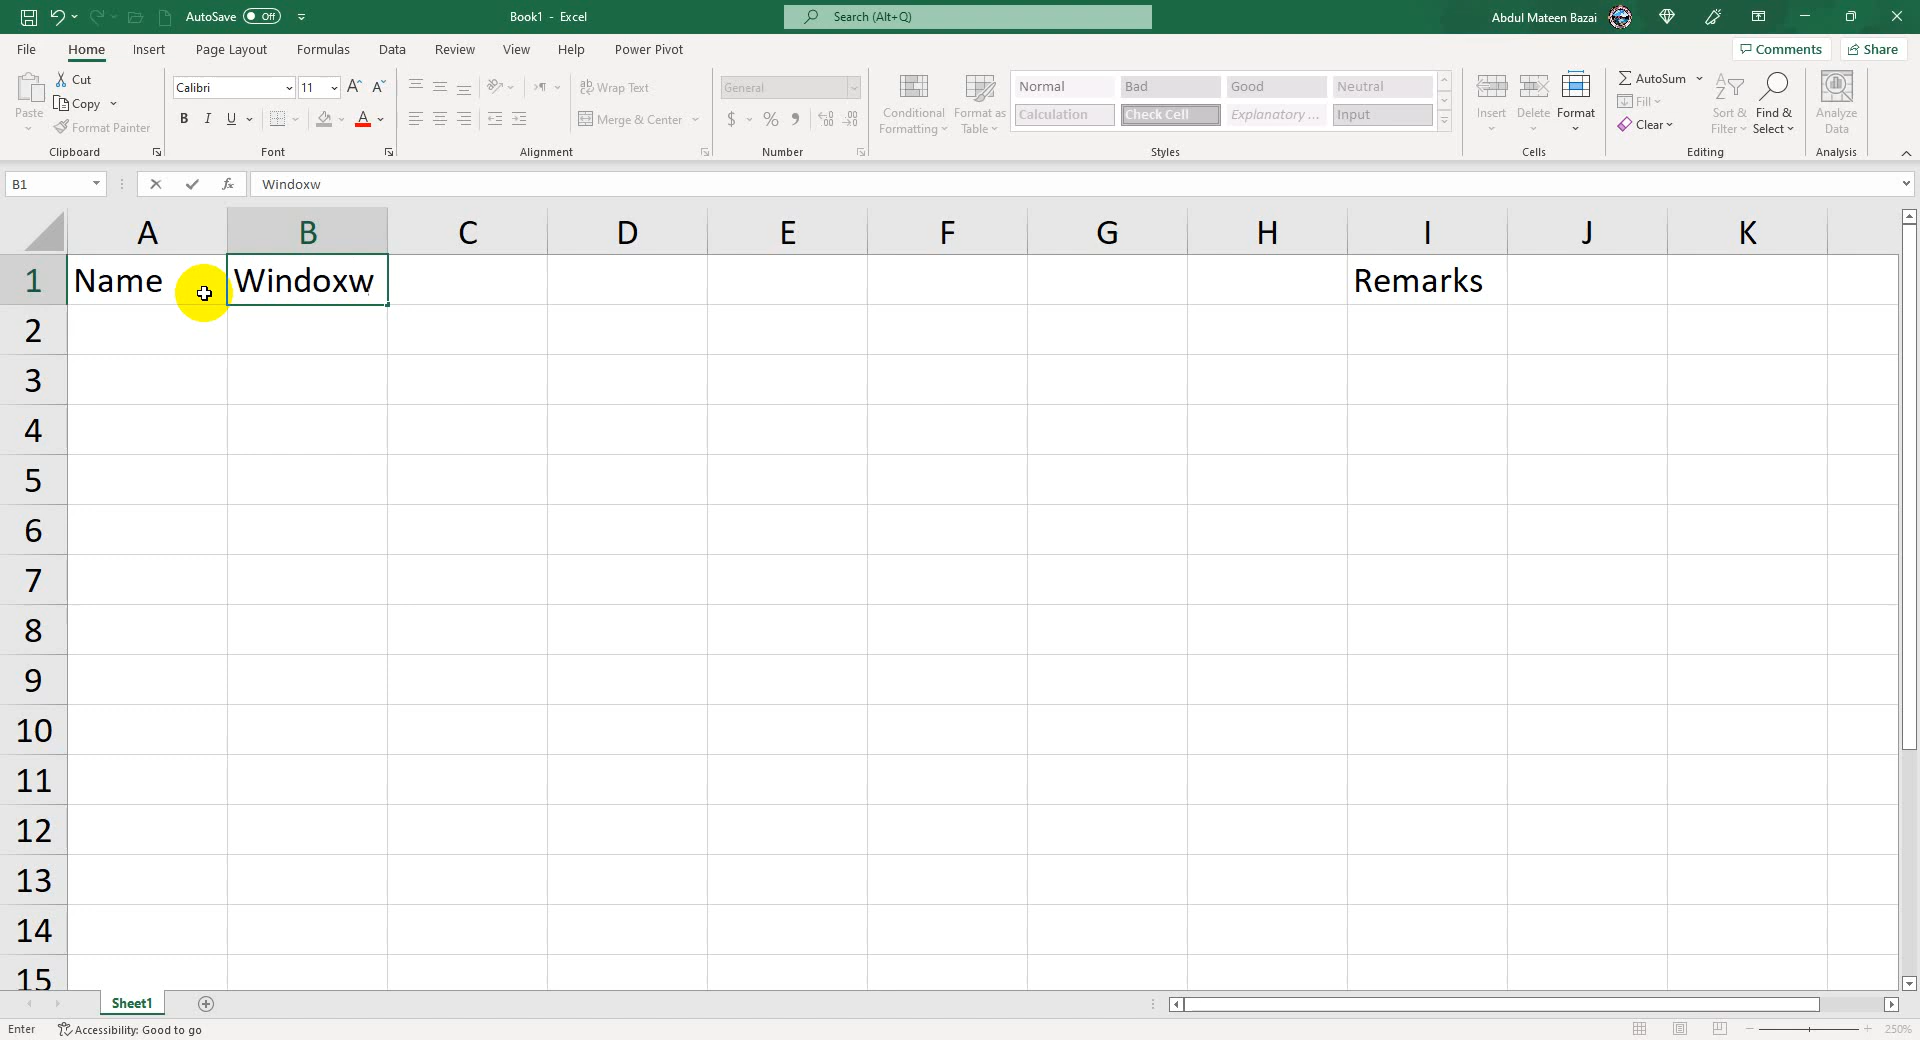 AutoSave Off Book1 - Excel Search (Alt+Q) Abdul Mateen Bazai
File Home Insert Page Layout Formulas Data Review View Help Power Pivot Comments Share
Paste Cut Copy Format Painter Clipboard
Calibri 11 A A B I U A Font
Wrap Text Merge & Center Alignment
General $ % Number
Conditional Formatting Format as Table
Normal Bad Good Neutral
Calculation Check Cell Explanatory ... Input
Styles
Insert Delete Format Cells
AutoSum Fill Clear Sort & Filter Find & Select Editing
Analyze Data Analysis
B1 fx Windoxw
A B C D E F G H I J K
1 Name Windoxw Remarks
2
3
4
5
6
7
8
9
10
11
12
13
14
15
Sheet1
Enter Accessibility: Good to go 250%